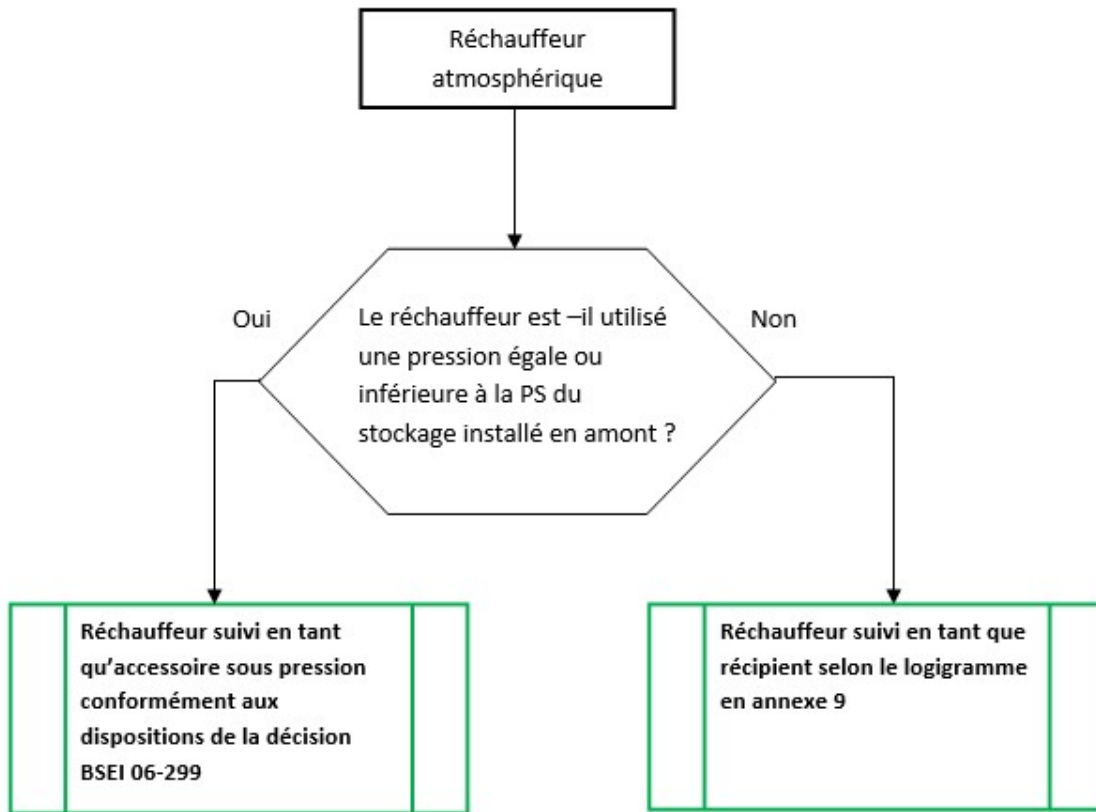 Réchauffeur
atmosphérique
Oui
Non
Le réchauffeur est –il utilisé
une pression égale ou
inférieure à la PS du
stockage installé en amont ?
Réchauffeur suivi en tant
qu'accessoire sous pression
conformément aux
dispositions de la décision
BSEI 06-299
Réchauffeur suivi en tant que
récipient selon le logigramme
en annexe 9